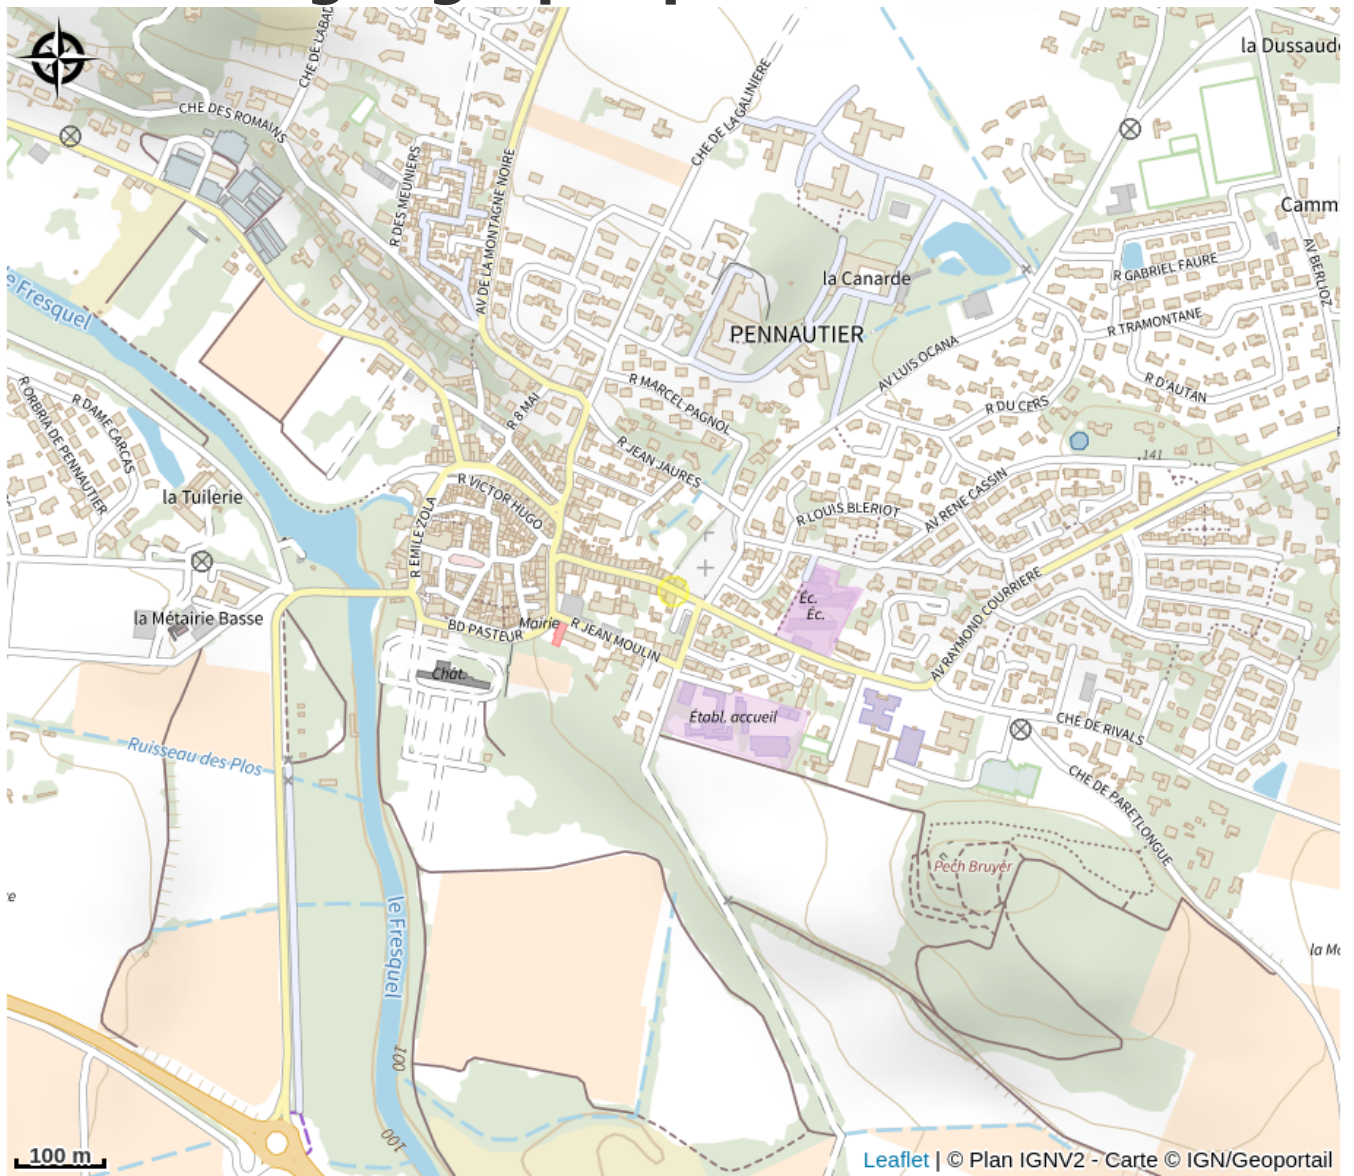 la Dussaud
CHE DE LABAD
CHE DES ROMAINS
CHE DE LA GALINIERE
R DES MEUNIERS
AV DE LA MONTAGNE NOIRE
Camm
AV BERLIOZ
la Canarde
R GABRIEL FAURE
le Fresquel
PENNAUTIER
R TRAMONTANE
AV LUIS OCANA
R D'AUTAN
R MARCEL PAGNOL
R DU CERS
R 8 MAI
R ORBRIA DE PENNAUTIER
R DAME CARCAS
R JEAN JAURES
141
la Tuilerie
R VICTOR HUGO
AV RENE CASSIN
R LOUIS BLERIOT
R EMILE ZOLA
Éc.
Éc.
la Métairie Basse
BD PASTEUR
Mairie
R JEAN MOULIN
AV RAYMOND COURRIERE
Chât.
Établ. accueil
CHE DE RIVALS
Ruisseau des Plos
CHE DE PARETLONGUE
Pech Bruyer
le Fresquel
la Mo
100
100
100 m
Leaflet | © Plan IGNV2 - Carte © IGN/Geoportail